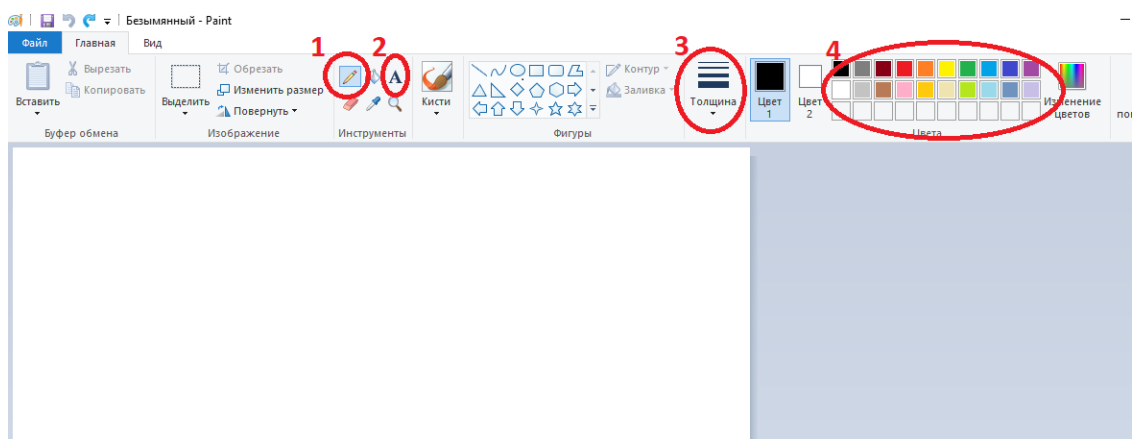 Безымянный - Paint
Файл Главная Вид
1 2 3 4
Вставить
Вырезать
Копировать
Буфер обмена
Выделить
Обрезать
Изменить размер
Повернуть
Изображение
A
Инструменты
Кисти
Контур
Заливка
Фигуры
Толщина
Цвет
1
Цвет
2
Цвета
Изменение
цветов